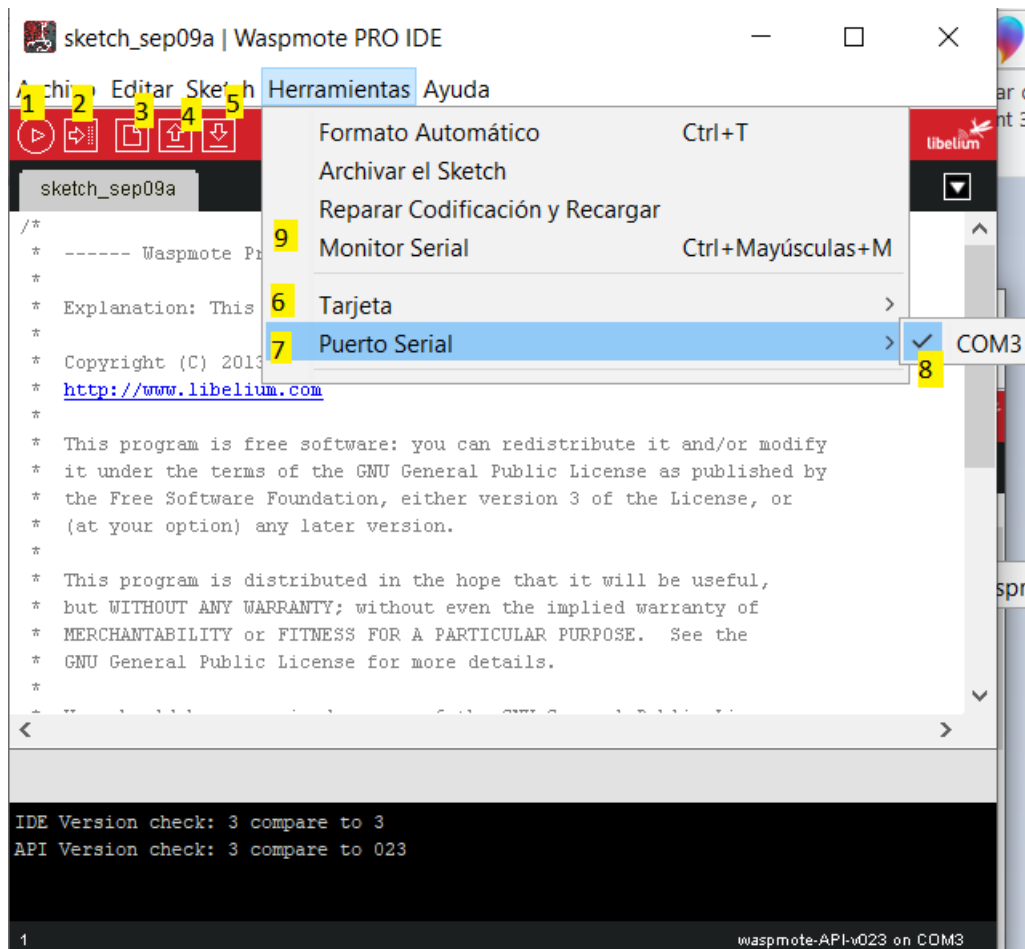 sketch_sep09a | Waspmote PRO IDE
Archivo Editar Sketch Herramientas Ayuda
1 2 3 4 5
libelium
sketch_sep09a
Formato Automático Ctrl+T
Archivar el Sketch
Reparar Codificación y Recargar
9 Monitor Serial Ctrl+Mayúsculas+M
6 Tarjeta
7 Puerto Serial
COM3
8
/*
* ------ Waspmote Pr
*
* Explanation: This
*
* Copyright (C) 2013
* http://www.libelium.com
*
* This program is free software: you can redistribute it and/or modify
* it under the terms of the GNU General Public License as published by
* the Free Software Foundation, either version 3 of the License, or
* (at your option) any later version.
*
* This program is distributed in the hope that it will be useful,
* but WITHOUT ANY WARRANTY; without even the implied warranty of
* MERCHANTABILITY or FITNESS FOR A PARTICULAR PURPOSE. See the
* GNU General Public License for more details.
*
IDE Version check: 3 compare to 3
API Version check: 3 compare to 023
1
waspmote-API-v023 on COM3